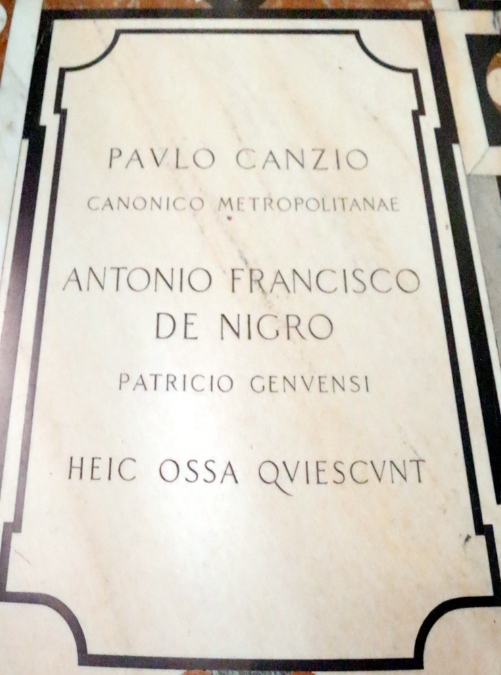 PAVLO CANZIO
CANONICO METROPOLITANAE
ANTONIO FRANCISCO
DE NIGRO
PATRICIO GENVENSI
HEIC OSSA QVIESCVNT